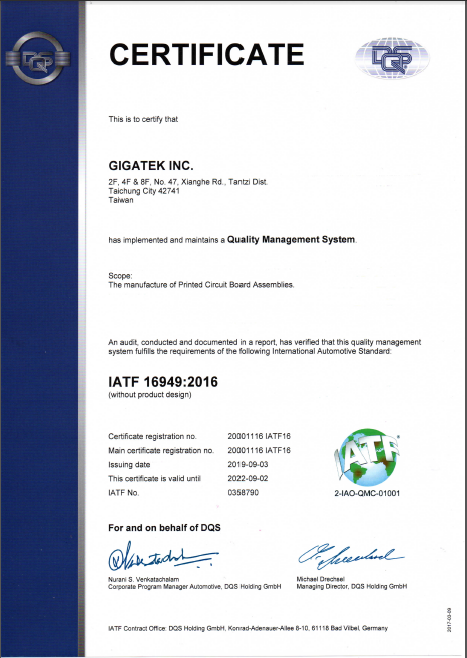 DQS
CERTIFICATE
DQS
This is to certify that
GIGATEK INC.
2F, 4F & 8F, No. 47, Xianghe Rd., Tantzi Dist.
Taichung City 42741
Taiwan
has implemented and maintains a Quality Management System.
Scope:
The manufacture of Printed Circuit Board Assemblies.
An audit, conducted and documented in a report, has verified that this quality management
system fulfills the requirements of the following International Automotive Standard:
IATF 16949:2016
(without product design)
Certificate registration no. 20001116 IATF16
Main certificate registration no. 20001116 IATF16
Issuing date 2019-09-03
This certificate is valid until 2022-09-02
IATF No. 0358790
IATF
2-IAO-QMC-01001
For and on behalf of DQS
Nurani S. Venkatachalam
Corporate Program Manager Automotive, DQS Holding GmbH
Michael Drechsel
Managing Director, DQS Holding GmbH
IATF Contract Office: DQS Holding GmbH, Konrad-Adenauer-Allee 8-10, 61118 Bad Vilbel, Germany
2017-03-09